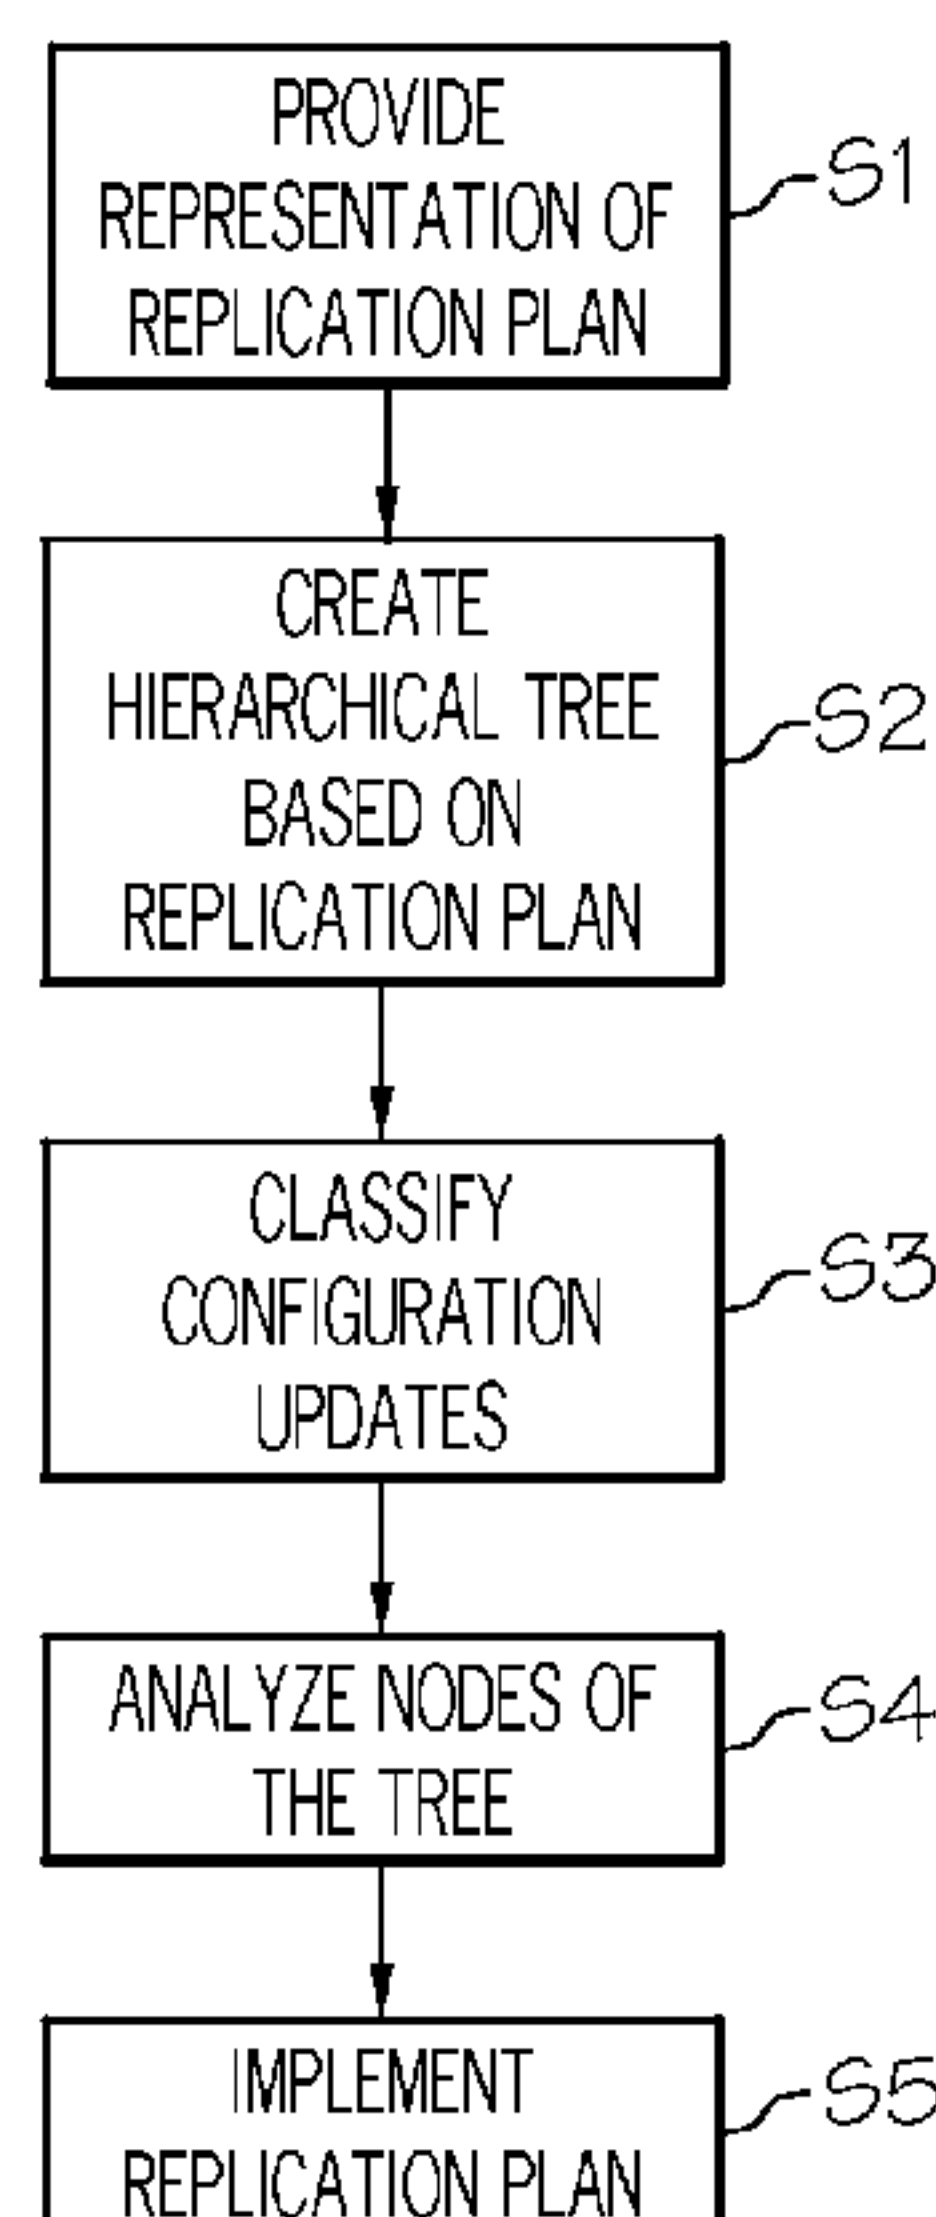 PROVIDE
REPRESENTATION OF
REPLICATION PLAN
S1
CREATE
HIERARCHICAL TREE
BASED ON
REPLICATION PLAN
S2
CLASSIFY
CONFIGURATION
UPDATES
S3
ANALYZE NODES OF
THE TREE
S4
IMPLEMENT
REPLICATION PLAN
S5